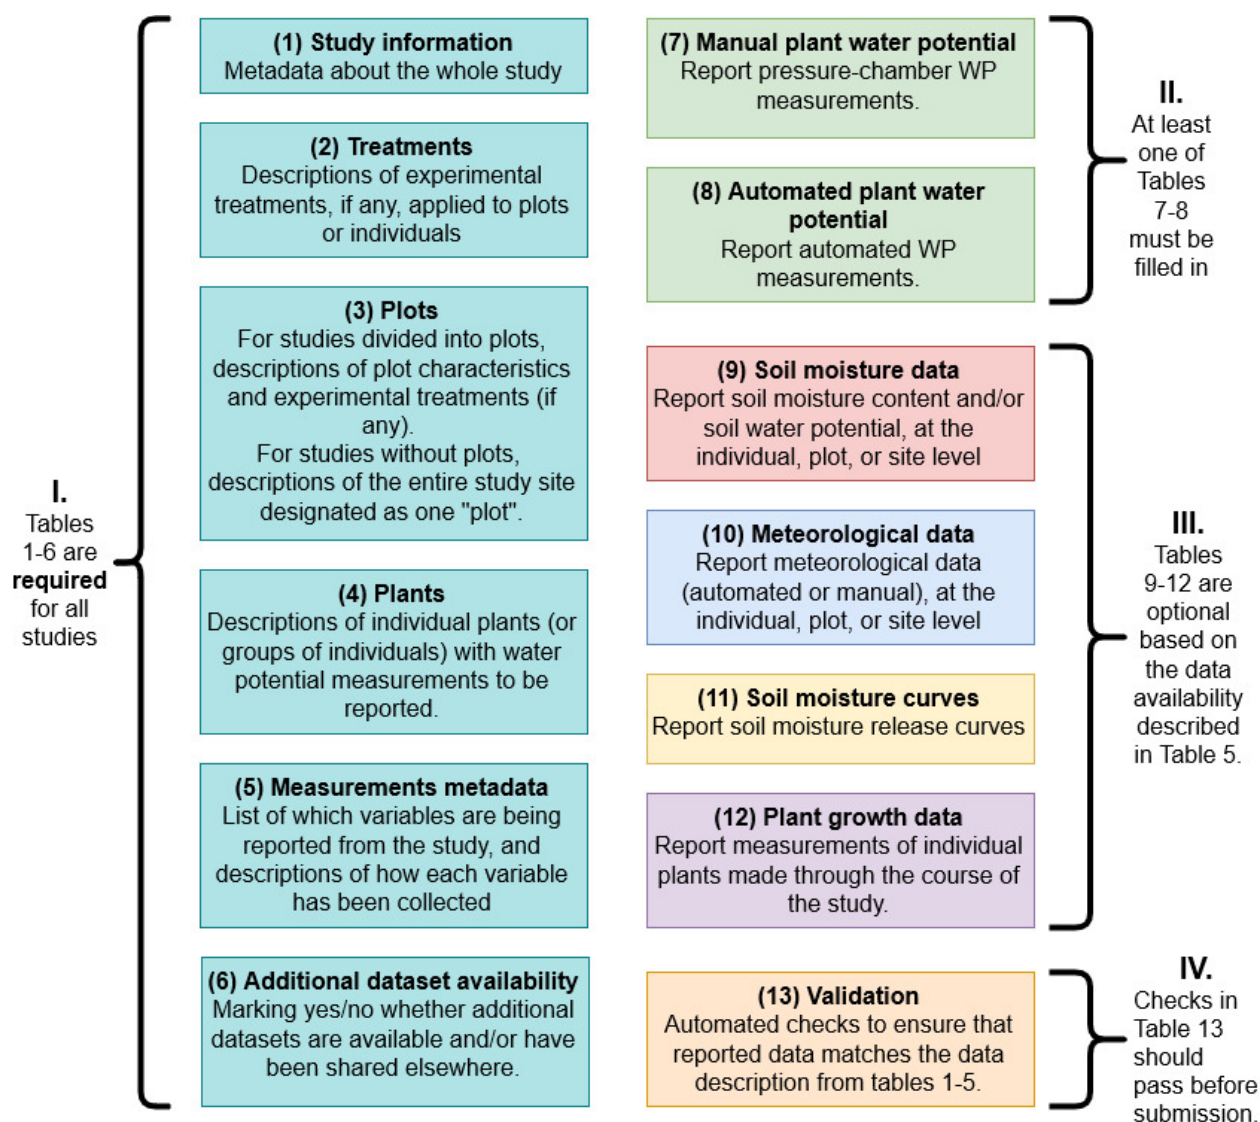 I.
Tables
1-6 are
required
for all
studies
(1) Study information
Metadata about the whole study
(2) Treatments
Descriptions of experimental
treatments, if any, applied to plots
or individuals
(3) Plots
For studies divided into plots,
descriptions of plot characteristics
and experimental treatments (if
any).
For studies without plots,
descriptions of the entire study site
designated as one "plot".
(4) Plants
Descriptions of individual plants (or
groups of individuals) with water
potential measurements to be
reported.
(5) Measurements metadata
List of which variables are being
reported from the study, and
descriptions of how each variable
has been collected
(6) Additional dataset availability
Marking yes/no whether additional
datasets are available and/or have
been shared elsewhere.
(7) Manual plant water potential
Report pressure-chamber WP
measurements.
(8) Automated plant water
potential
Report automated WP
measurements.
II.
At least
one of
Tables
7-8
must be
filled in
(9) Soil moisture data
Report soil moisture content and/or
soil water potential, at the
individual, plot, or site level
(10) Meteorological data
Report meteorological data
(automated or manual), at the
individual, plot, or site level
(11) Soil moisture curves
Report soil moisture release curves
(12) Plant growth data
Report measurements of individual
plants made through the course of
the study.
III.
Tables
9-12 are
optional
based on
the data
availability
described
in Table 5.
(13) Validation
Automated checks to ensure that
reported data matches the data
description from tables 1-5.
IV.
Checks in
Table 13
should
pass before
submission.